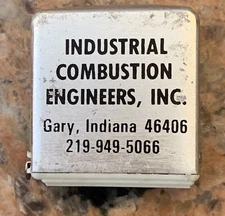 INDUSTRIAL
COMBUSTION
ENGINEERS, INC.
Gary, Indiana 46406
219-949-5066